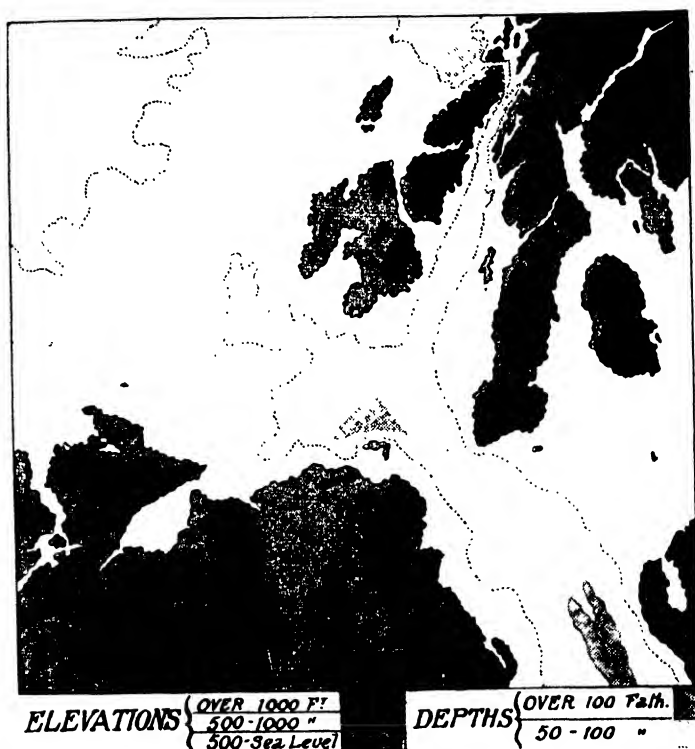 ELEVATIONS
OVER 1000 FT
500-1000 "
500-Sea Level
DEPTHS
OVER 100 Fath.
50-100 "